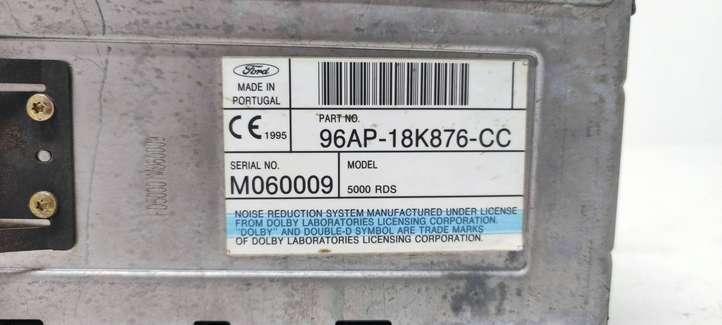 Ford
MADE IN
PORTUGAL
CE 1995
PART NO.
96AP-18K876-CC
SERIAL NO.
M060009
MODEL
5000 RDS
NOISE REDUCTION SYSTEM MANUFACTURED UNDER LICENSE
FROM DOLBY LABORATORIES LICENSING CORPORATION.
"DOLBY" AND DOUBLE-D SYMBOL ARE TRADE MARKS
OF DOLBY LABORATORIES LICENSING CORPORATION.